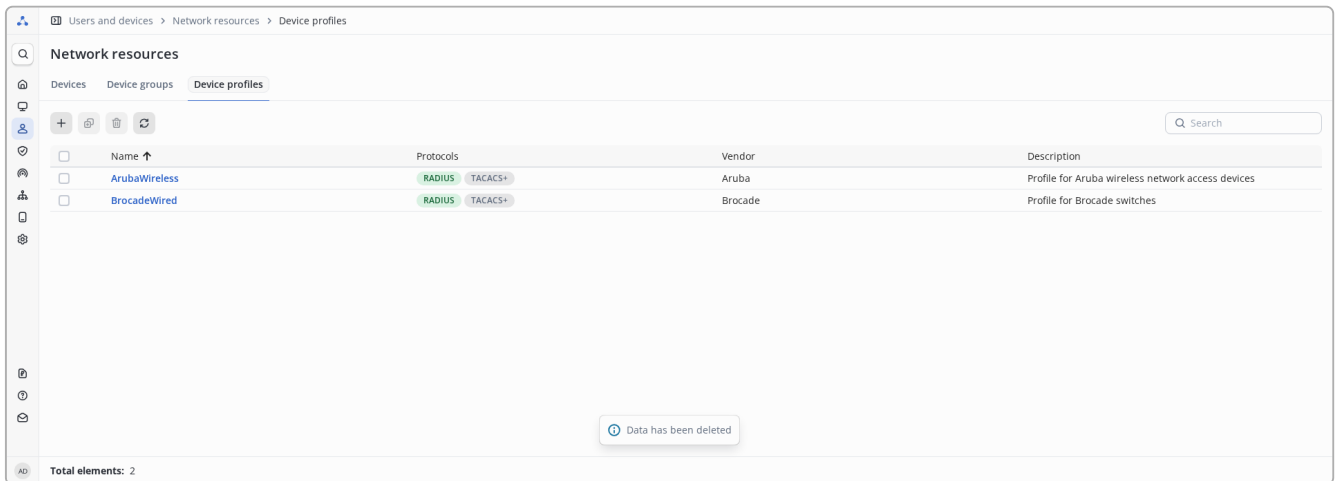 Users and devices > Network resources > Device profiles
Network resources
Devices Device groups Device profiles
Search
Name Protocols Vendor Description
ArubaWireless RADIUS TACACS+ Aruba Profile for Aruba wireless network access devices
BrocadeWired RADIUS TACACS+ Brocade Profile for Brocade switches
Data has been deleted
AD Total elements: 2